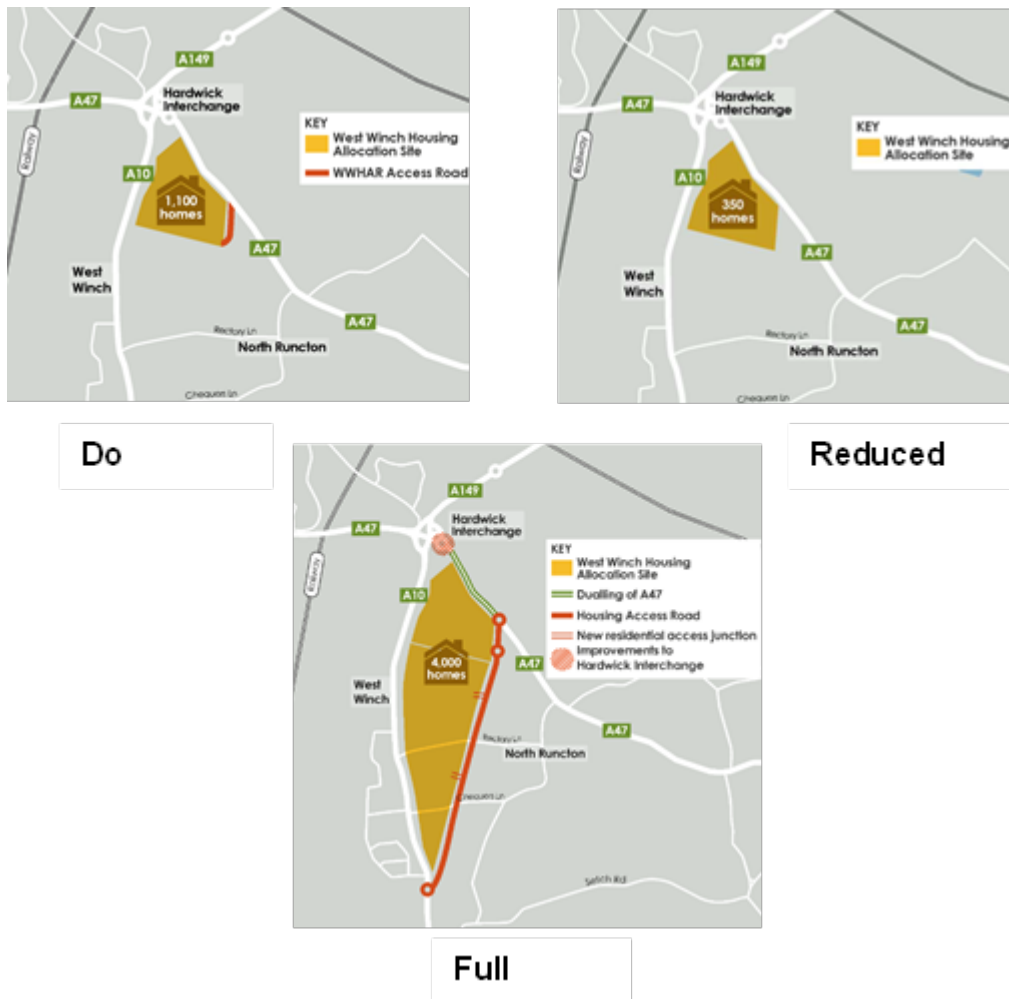 A149
A47
Hardwick
Interchange
Railway
KEY
West Winch Housing
Allocation Site
WWHAR Access Road
A10
1,100
homes
A47
West
Winch
A47
Rectory Ln
North Runcton
Chequers Ln
A149
A47
Hardwick
Interchange
Railway
KEY
West Winch Housing
Allocation Site
A10
350
homes
A47
West
Winch
A47
Rectory Ln
North Runcton
Chequers Ln
Do
Reduced
A149
A47
Hardwick
Interchange
Railway
KEY
West Winch Housing
Allocation Site
Dualling of A47
Housing Access Road
New residential access junction
Improvements to
Hardwick Interchange
A10
4,000
homes
A47
West
Winch
A47
Rectory Ln
North Runcton
Chequers Ln
Setch Rd
Full